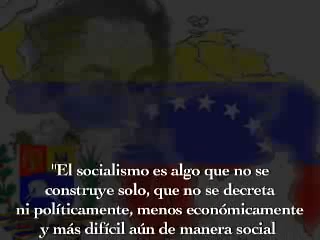 "El socialismo es algo que no se
construye solo, que no se decreta
ni políticamente, menos económicamente
y más difícil aún de manera social